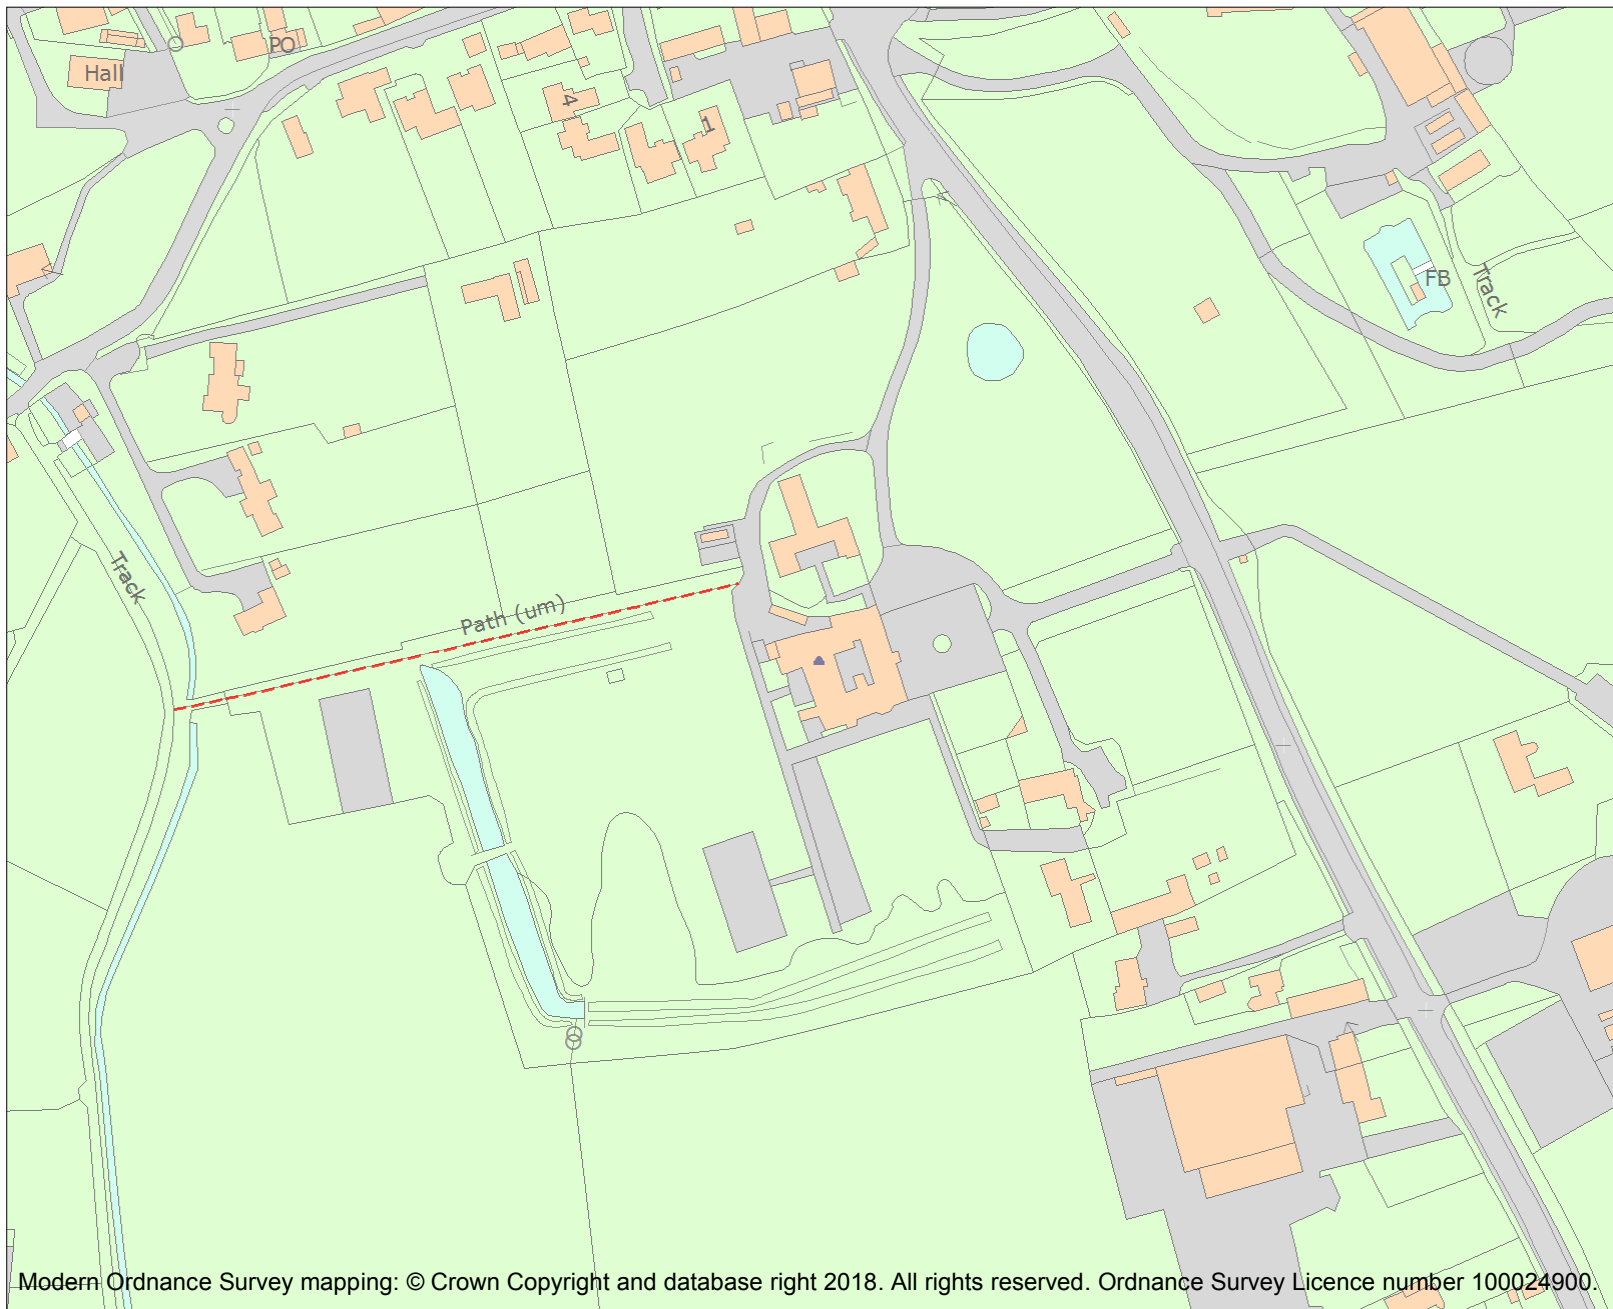 PO
Hall
4
1
FB
Track
Track
Path (um)
Modern Ordnance Survey mapping: © Crown Copyright and database right 2018. All rights reserved. Ordnance Survey Licence number 100024900.